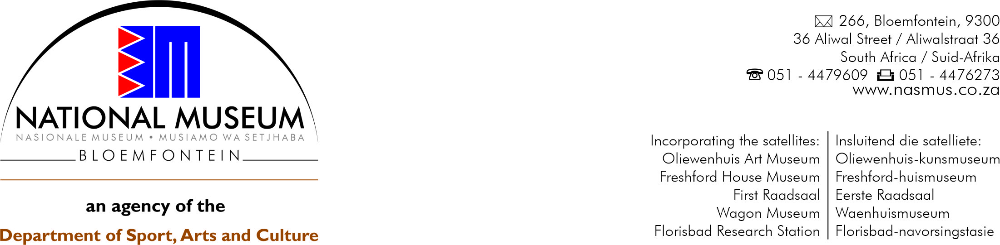 NATIONAL MUSEUM
NASIONALE MUSEUM • MUSIAMO WA SETJHABA
BLOEMFONTEIN
an agency of the
Department of Sport, Arts and Culture
266, Bloemfontein, 9300
36 Aliwal Street / Aliwalstraat 36
South Africa / Suid-Afrika
051 - 4479609 051 - 4476273
www.nasmus.co.za
Incorporating the satellites:
Oliewenhuis Art Museum
Freshford House Museum
First Raadsaal
Wagon Museum
Florisbad Research Station
Insluitend die satelliete:
Oliewenhuis-kunsmuseum
Freshford-huismuseum
Eerste Raadsaal
Waenhuismuseum
Florisbad-navorsingstasie